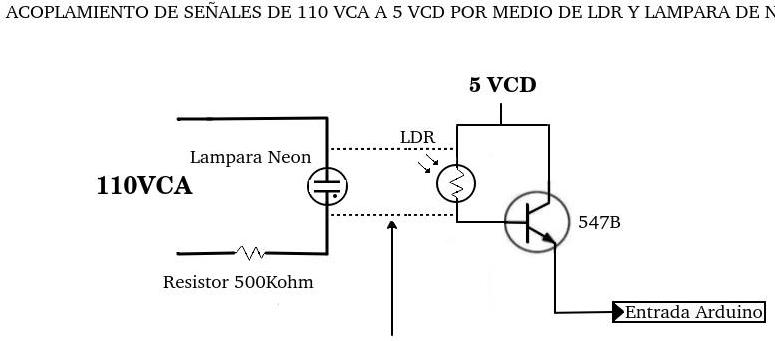 ACOPLAMIENTO DE SEÑALES DE 110 VCA A 5 VCD POR MEDIO DE LDR Y LAMPARA DE N
5 VCD
LDR
Lampara Neon
110VCA
547B
Resistor 500Kohm
Entrada Arduino